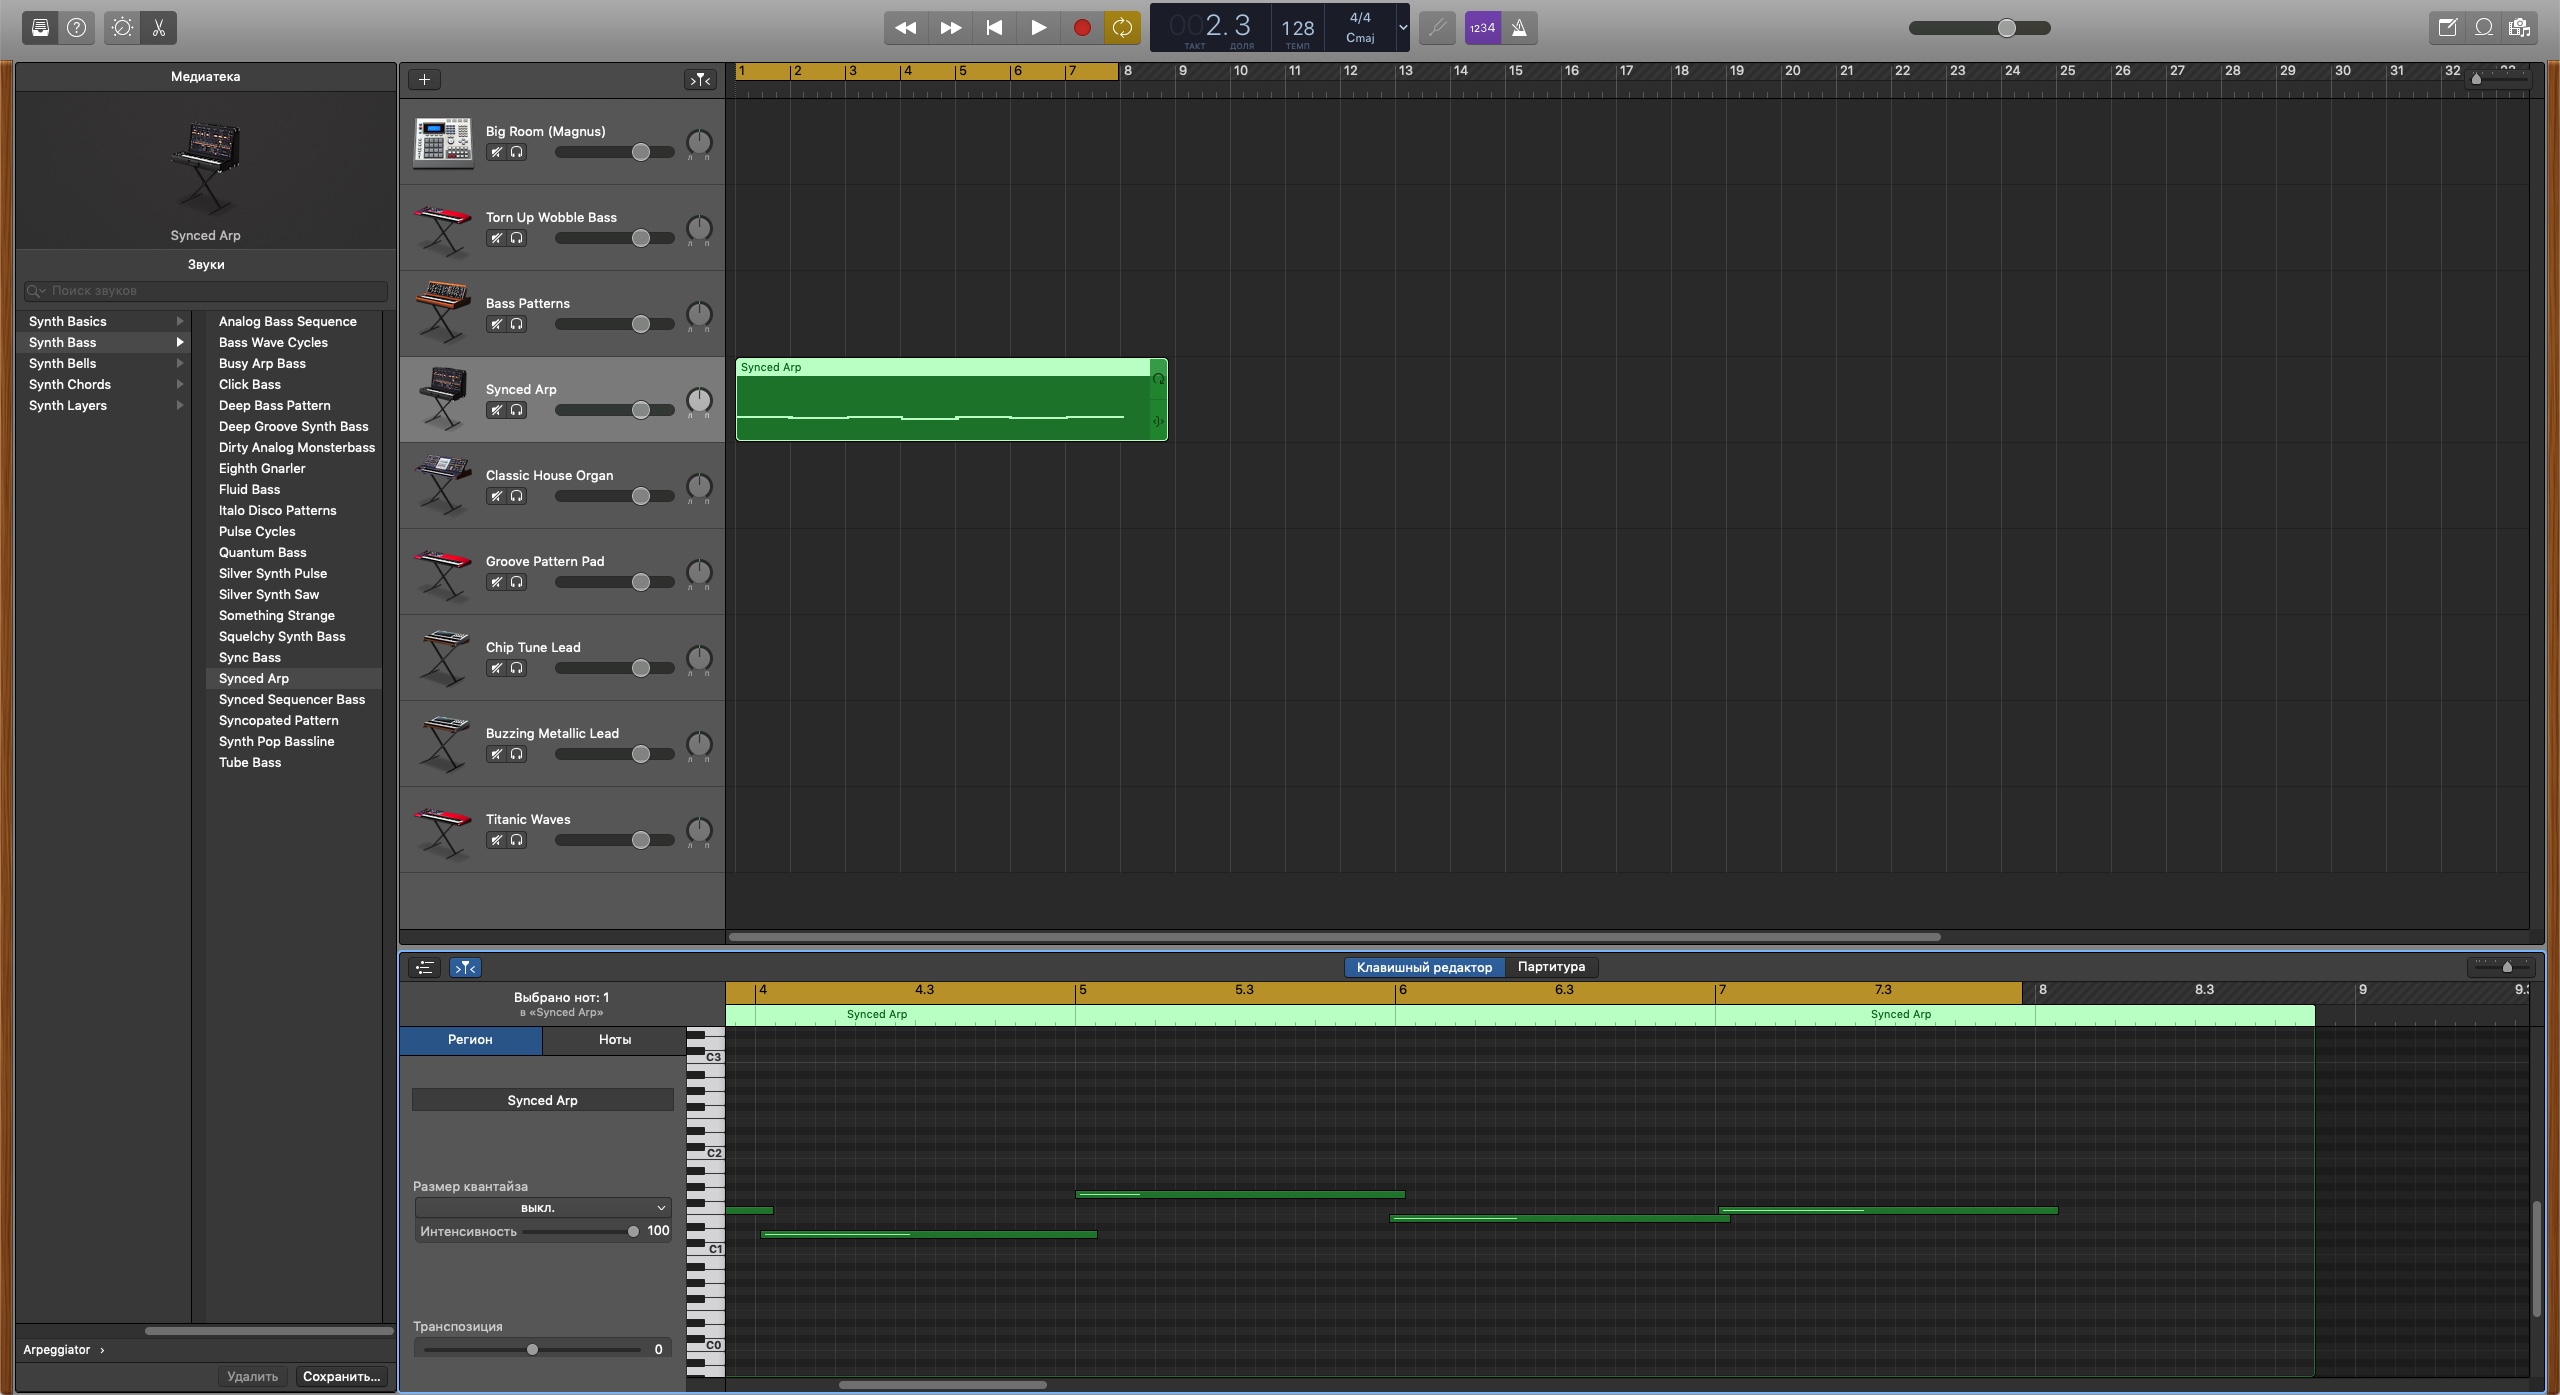 002.3
128
4/4
Cmaj
ТАКТ
ДОЛЯ
ТЕМП
1234
Медиатека
Synced Arp
Звуки
Поиск звуков
Synth Basics
Synth Bass
Synth Bells
Synth Chords
Synth Layers
Analog Bass Sequence
Bass Wave Cycles
Busy Arp Bass
Click Bass
Deep Bass Pattern
Deep Groove Synth Bass
Dirty Analog Monsterbass
Eighth Gnarler
Fluid Bass
Italo Disco Patterns
Pulse Cycles
Quantum Bass
Silver Synth Pulse
Silver Synth Saw
Something Strange
Squelchy Synth Bass
Sync Bass
Synced Arp
Synced Sequencer Bass
Syncopated Pattern
Synth Pop Bassline
Tube Bass
Arpeggiator ›
Удалить
Сохранить...
1 2 3 4 5 6 7 8 9 10 11 12 13 14 15 16 17 18 19 20 21 22 23 24 25 26 27 28 29 30 31 32
Big Room (Magnus)
Л П
Torn Up Wobble Bass
Л П
Bass Patterns
Л П
Synced Arp
Л П
Synced Arp
Classic House Organ
Л П
Groove Pattern Pad
Л П
Chip Tune Lead
Л П
Buzzing Metallic Lead
Л П
Titanic Waves
Л П
Клавишный редактор
Партитура
Выбрано нот: 1
в «Synced Arp»
4 4.3 5 5.3 6 6.3 7 7.3 8 8.3 9
Synced Arp
Synced Arp
Регион
Ноты
Synced Arp
Размер квантайза
выкл.
Интенсивность
100
Транспозиция
0
C3
C2
C1
C0